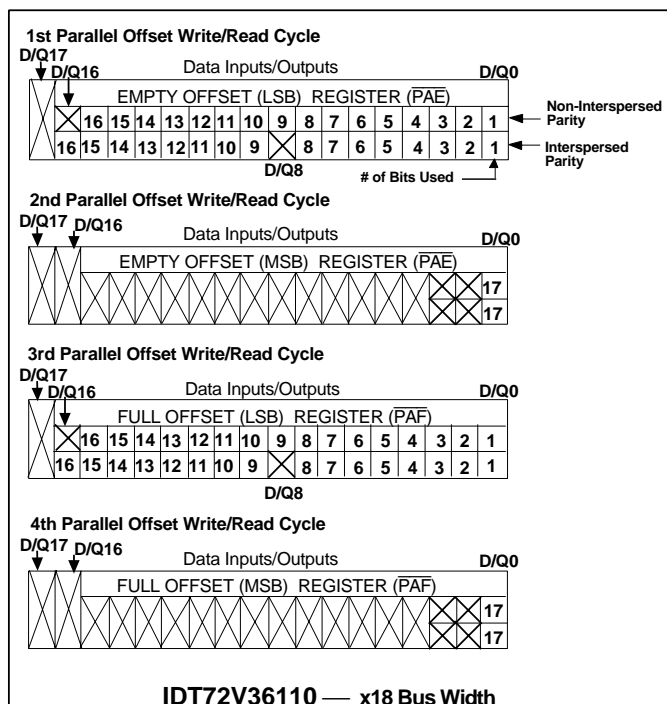 1st Parallel Offset Write/Read Cycle
D/Q17
D/Q16
Data Inputs/Outputs
D/Q0
EMPTY OFFSET (LSB) REGISTER (PAE)
16 15 14 13 12 11 10 9 8 7 6 5 4 3 2 1
Non-Interspersed
Parity
16 15 14 13 12 11 10 9 8 7 6 5 4 3 2 1
Interspersed
Parity
D/Q8
# of Bits Used
2nd Parallel Offset Write/Read Cycle
D/Q17
D/Q16
Data Inputs/Outputs
D/Q0
EMPTY OFFSET (MSB) REGISTER (PAE)
17
17
3rd Parallel Offset Write/Read Cycle
D/Q17
D/Q16
Data Inputs/Outputs
D/Q0
FULL OFFSET (LSB) REGISTER (PAF)
16 15 14 13 12 11 10 9 8 7 6 5 4 3 2 1
16 15 14 13 12 11 10 9 8 7 6 5 4 3 2 1
D/Q8
4th Parallel Offset Write/Read Cycle
D/Q17 D/Q16
Data Inputs/Outputs
D/Q0
FULL OFFSET (MSB) REGISTER (PAF)
17
17
IDT72V36110 — x18 Bus Width